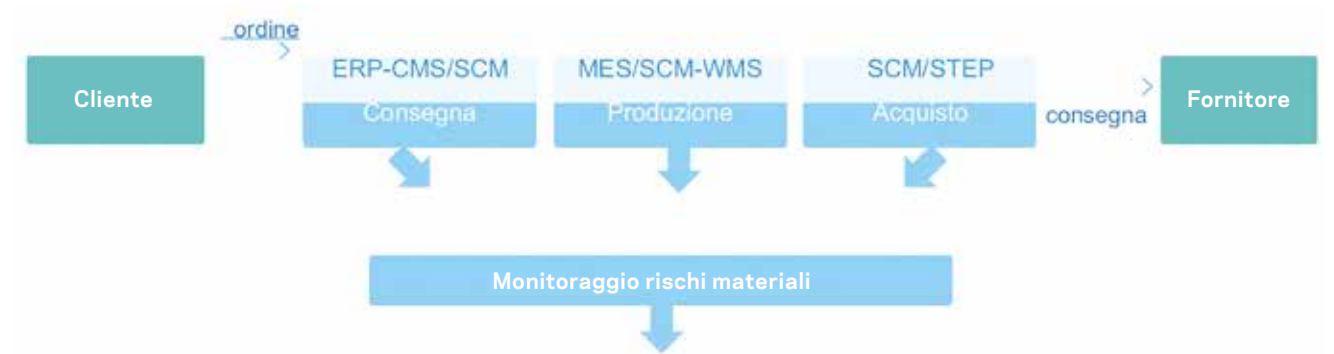 ordine
Cliente
ERP-CMS/SCM
Consegna
MES/SCM-WMS
Produzione
SCM/STEP
Acquisto
consegna
Fornitore
Monitoraggio rischi materiali